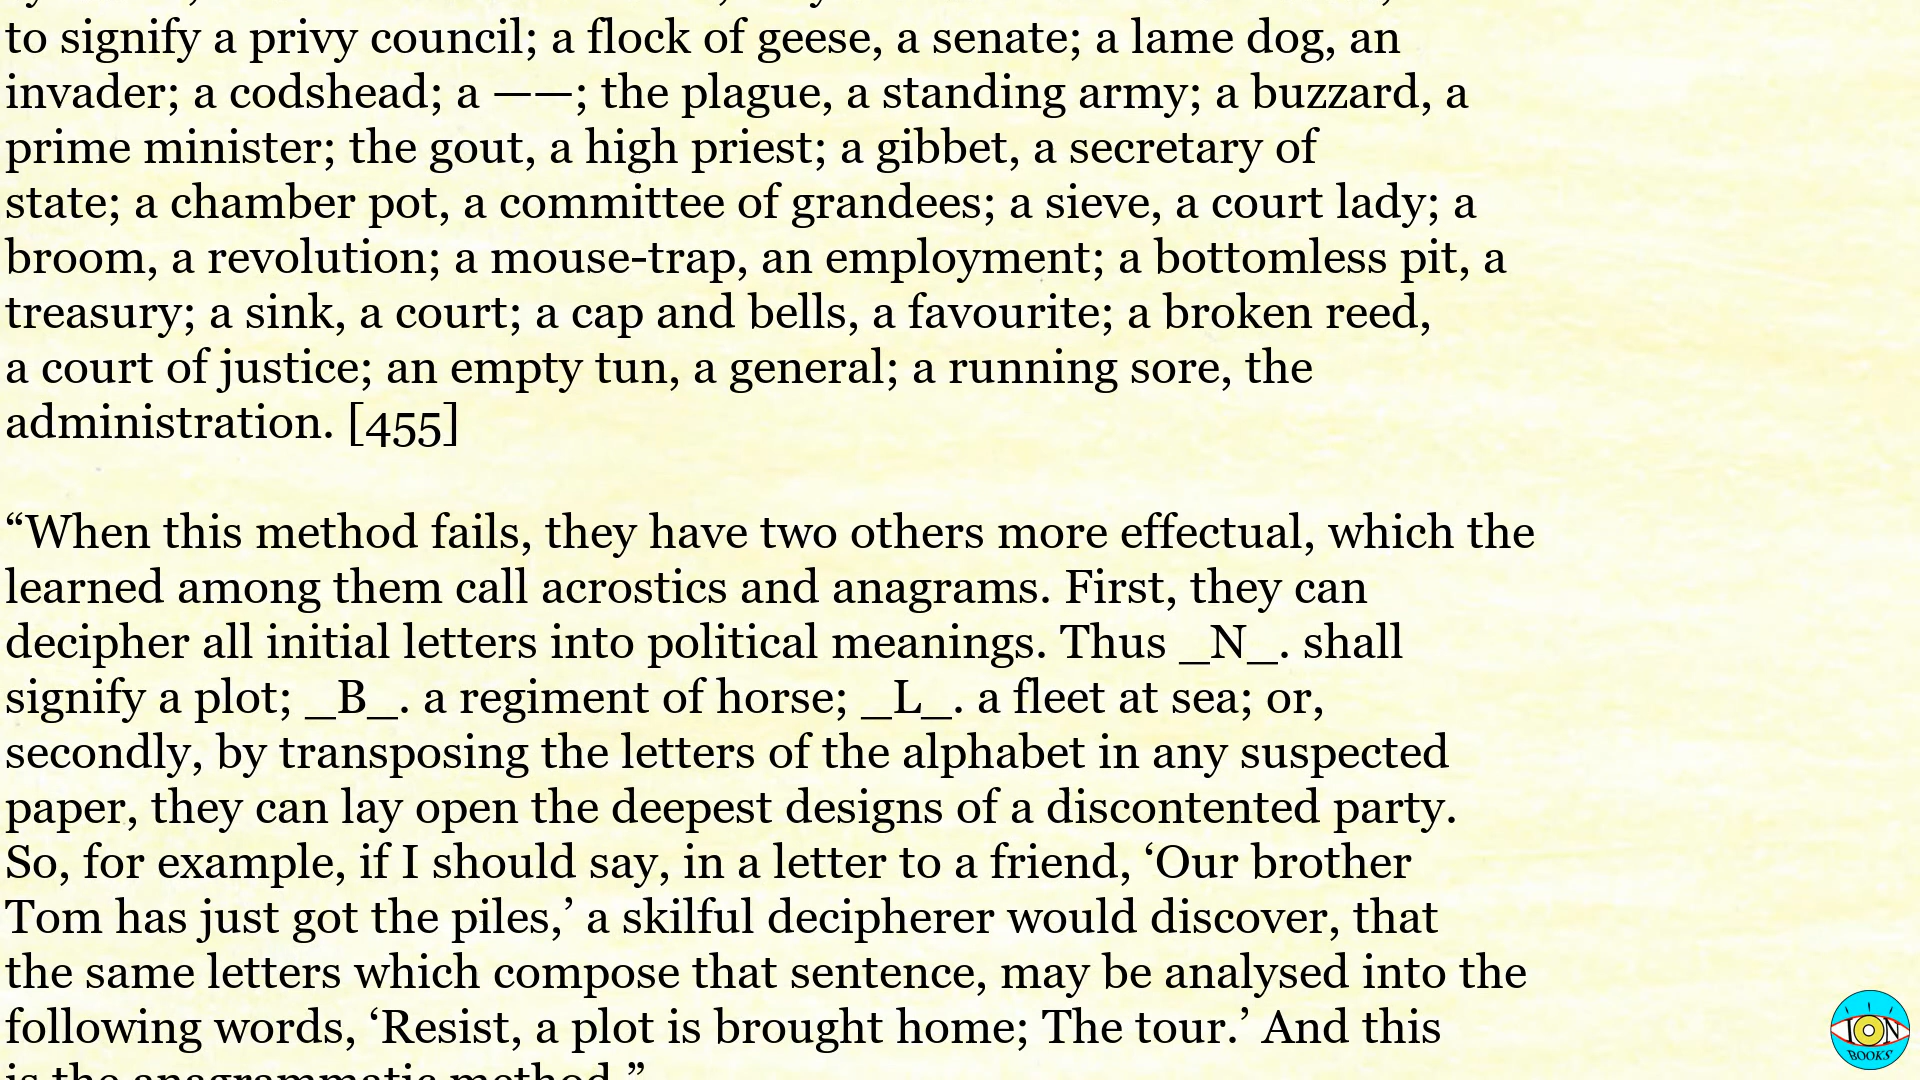 to signify a privy council; a flock of geese, a senate; a lame dog, an
invader; a codshead; a ——; the plague, a standing army; a buzzard, a
prime minister; the gout, a high priest; a gibbet, a secretary of
state; a chamber pot, a committee of grandees; a sieve, a court lady; a
broom, a revolution; a mouse-trap, an employment; a bottomless pit, a
treasury; a sink, a court; a cap and bells, a favourite; a broken reed,
a court of justice; an empty tun, a general; a running sore, the
administration. [455]
“When this method fails, they have two others more effectual, which the
learned among them call acrostics and anagrams. First, they can
decipher all initial letters into political meanings. Thus _N_. shall
signify a plot; _B_. a regiment of horse; _L_. a fleet at sea; or,
secondly, by transposing the letters of the alphabet in any suspected
paper, they can lay open the deepest designs of a discontented party.
So, for example, if I should say, in a letter to a friend, ‘Our brother
Tom has just got the piles,’ a skilful decipherer would discover, that
the same letters which compose that sentence, may be analysed into the
following words, ‘Resist, a plot is brought home; The tour.’ And this
is the anagrammatic method.”
ION
BOOKS